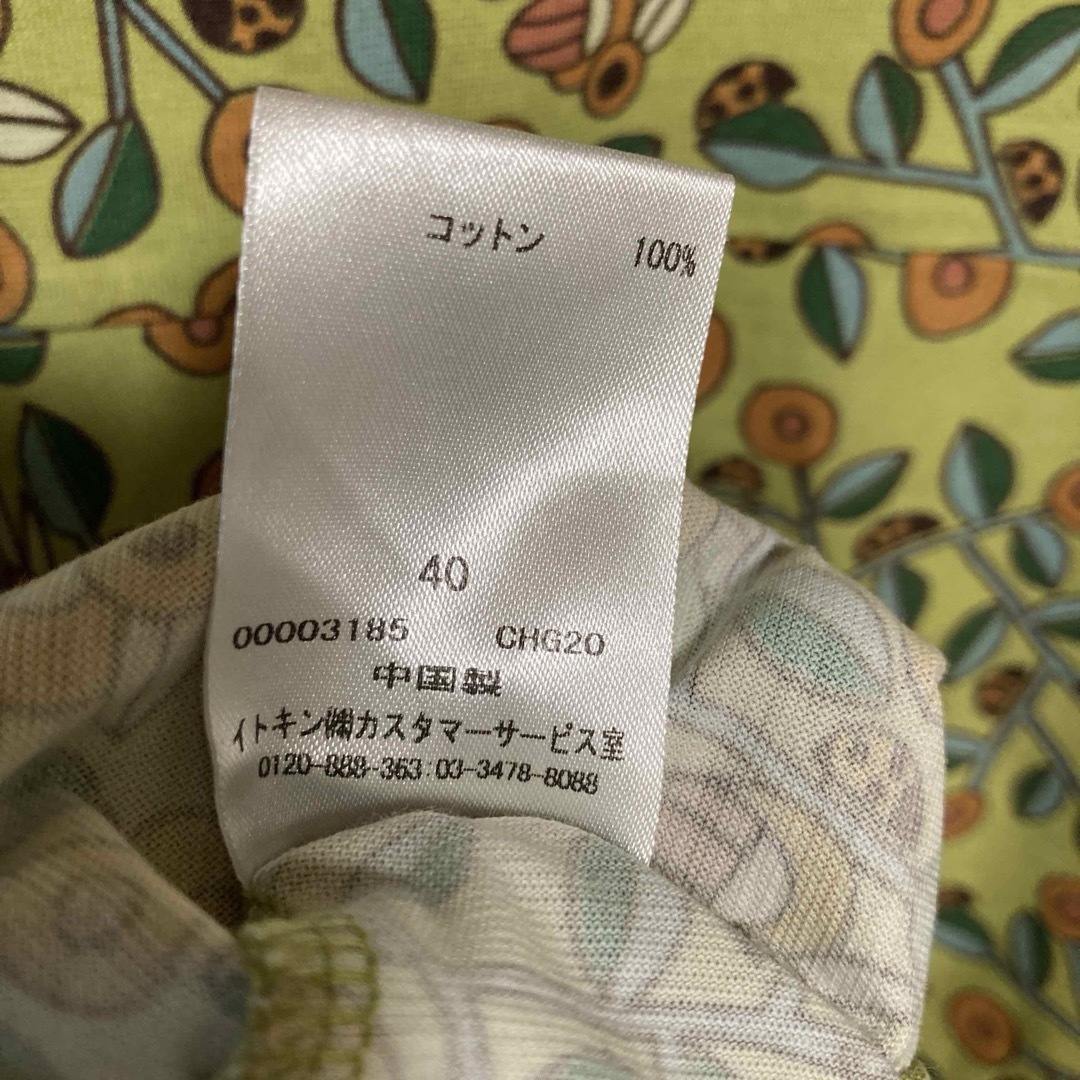 コットン 100%
40
00003185 CHG20
中国製
イトキン㈱カスタマーサービス室
0120-888-363 03-3478-8088